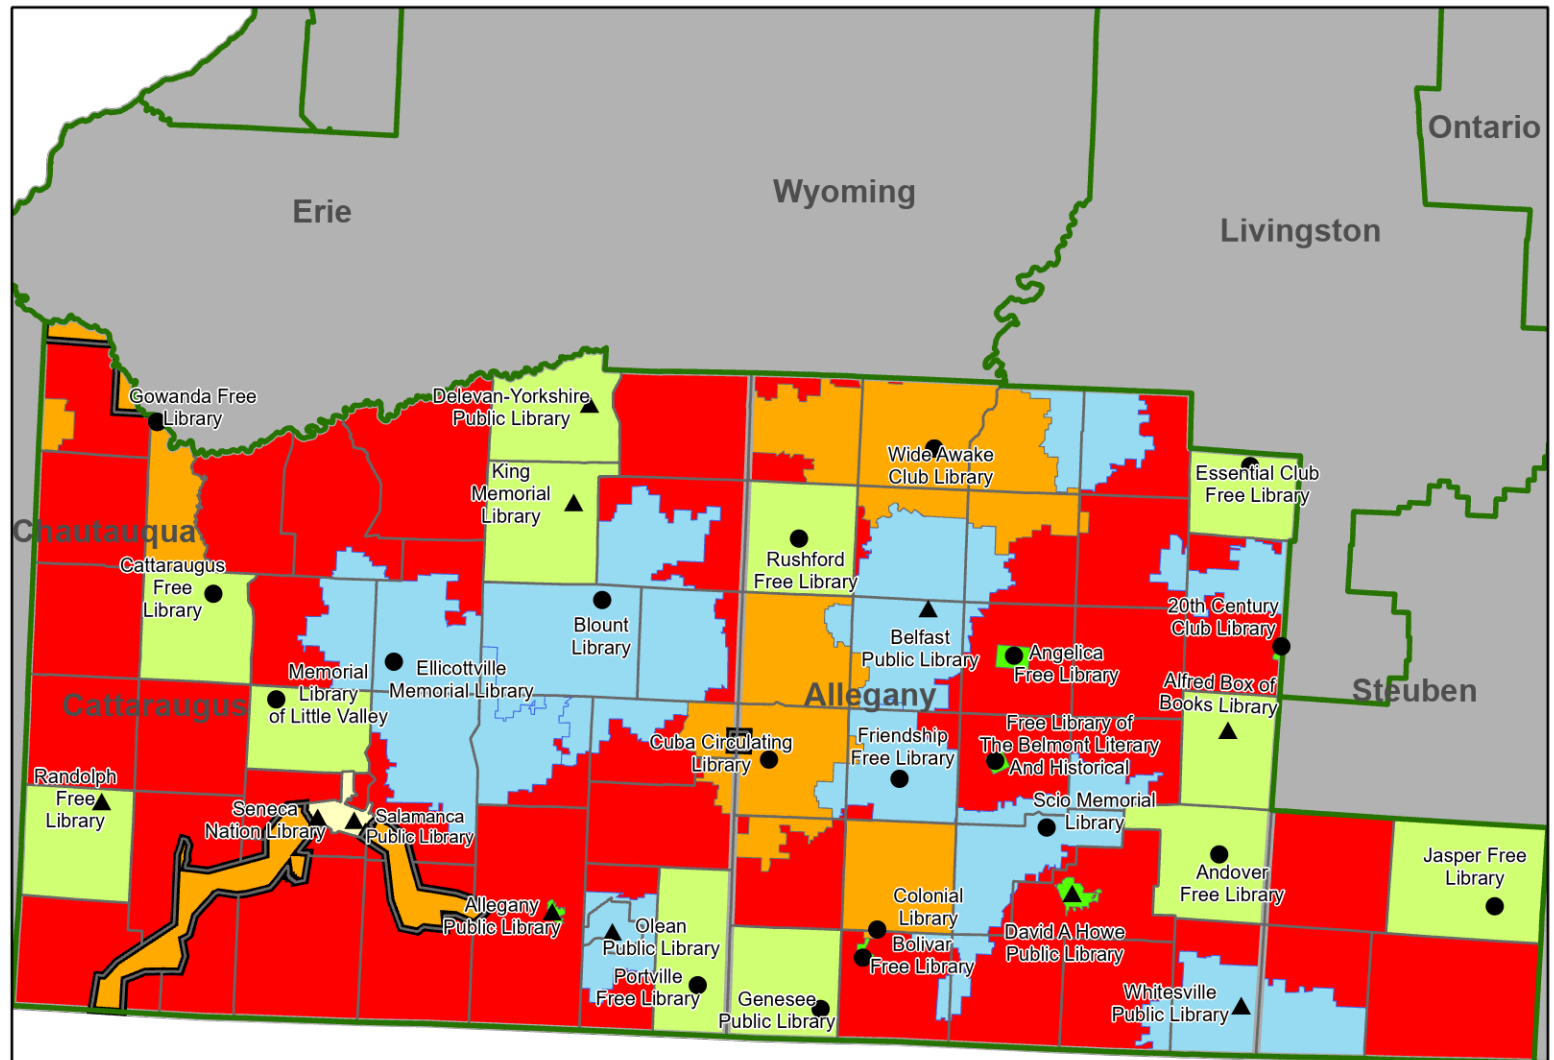 Ontario
Erie
Wyoming
Livingston
Gowanda Free
Library
Delevan-Yorkshire
Public Library
Wide Awake
Club Library
Essential Club
Free Library
King
Memorial
Library
Chautauqua
Rushford
Free Library
Cattaraugus
Free
Library
20th Century
Club Library
Blount
Library
Belfast
Public Library
Angelica
Free Library
Memorial
Library
of Little Valley
Ellicottville
Memorial Library
Alfred Box of
Books Library
Steuben
Cattaraugus
Allegany
Cuba Circulating
Library
Friendship
Free Library
Free Library of
The Belmont Literary
And Historical
Randolph
Free
Library
Seneca
Nation Library
Salamanca
Public Library
Scio Memorial
Library
Andover
Free Library
Jasper Free
Library
Allegany
Public Library
Olean
Public Library
Colonial
Library
David A Howe
Public Library
Bolivar
Free Library
Portville
Free Library
Genesee
Public Library
Whitesville
Public Library